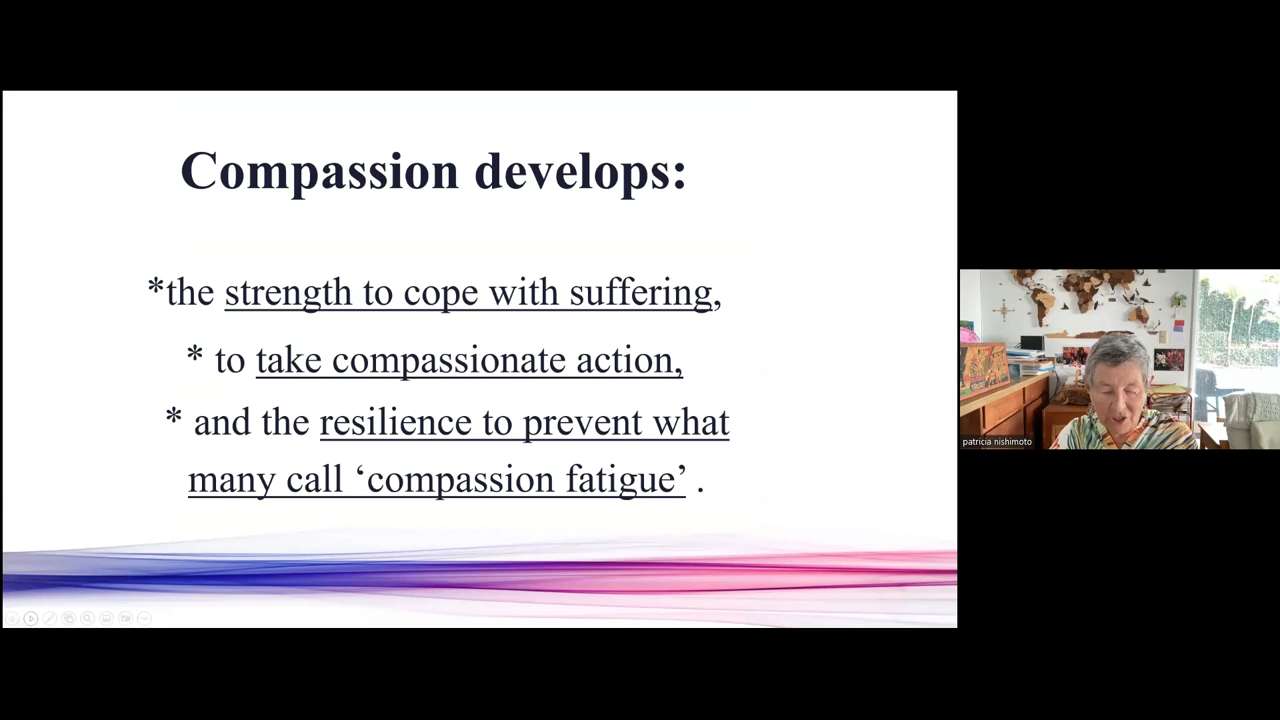 Compassion develops:
*the strength to cope with suffering,
* to take compassionate action,
* and the resilience to prevent what
many call ‘compassion fatigue’ .
patricia nishimoto